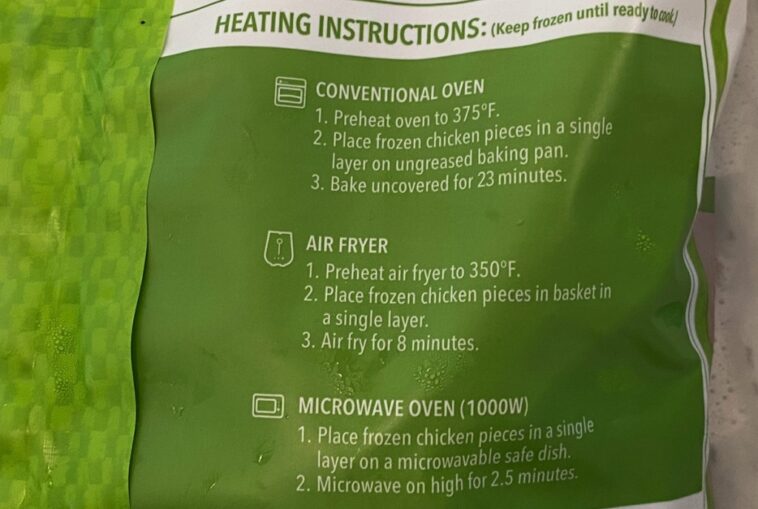 HEATING INSTRUCTIONS: (Keep frozen until ready to cook)
CONVENTIONAL OVEN
1. Preheat oven to 375°F.
2. Place frozen chicken pieces in a single
layer on ungreased baking pan.
3. Bake uncovered for 23 minutes.
AIR FRYER
1. Preheat air fryer to 350°F.
2. Place frozen chicken pieces in basket in
a single layer.
3. Air fry for 8 minutes.
MICROWAVE OVEN (1000W)
1. Place frozen chicken pieces in a single
layer on a microwavable safe dish.
2. Microwave on high for 2.5 minutes.